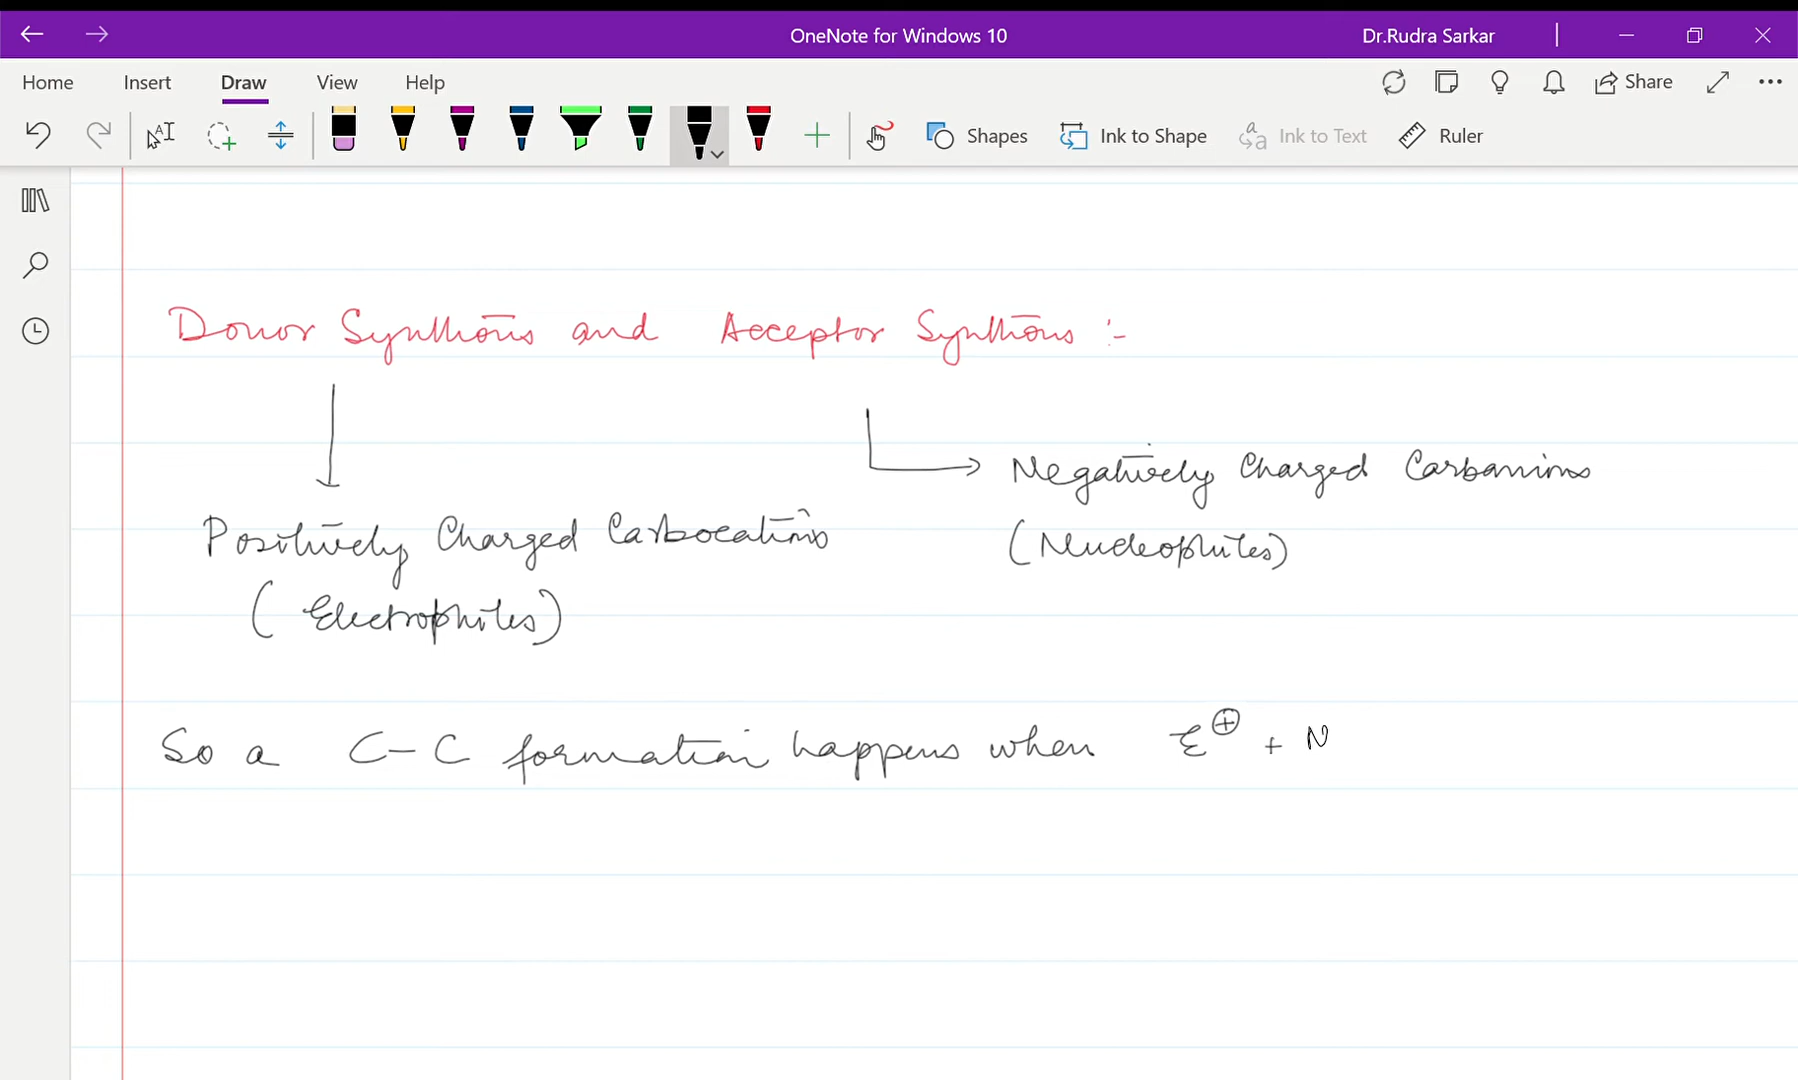 OneNote for Windows 10
Dr.Rudra Sarkar
Home Insert Draw View Help
Share
Shapes Ink to Shape Ink to Text Ruler
Donor Synthons and Acceptor Synthons :-
Negatively Charged Carbanions
(Nucleophiles)
Positively Charged Carbocations
(Electrophiles)
So a C-C formation happens when E⊕ + N